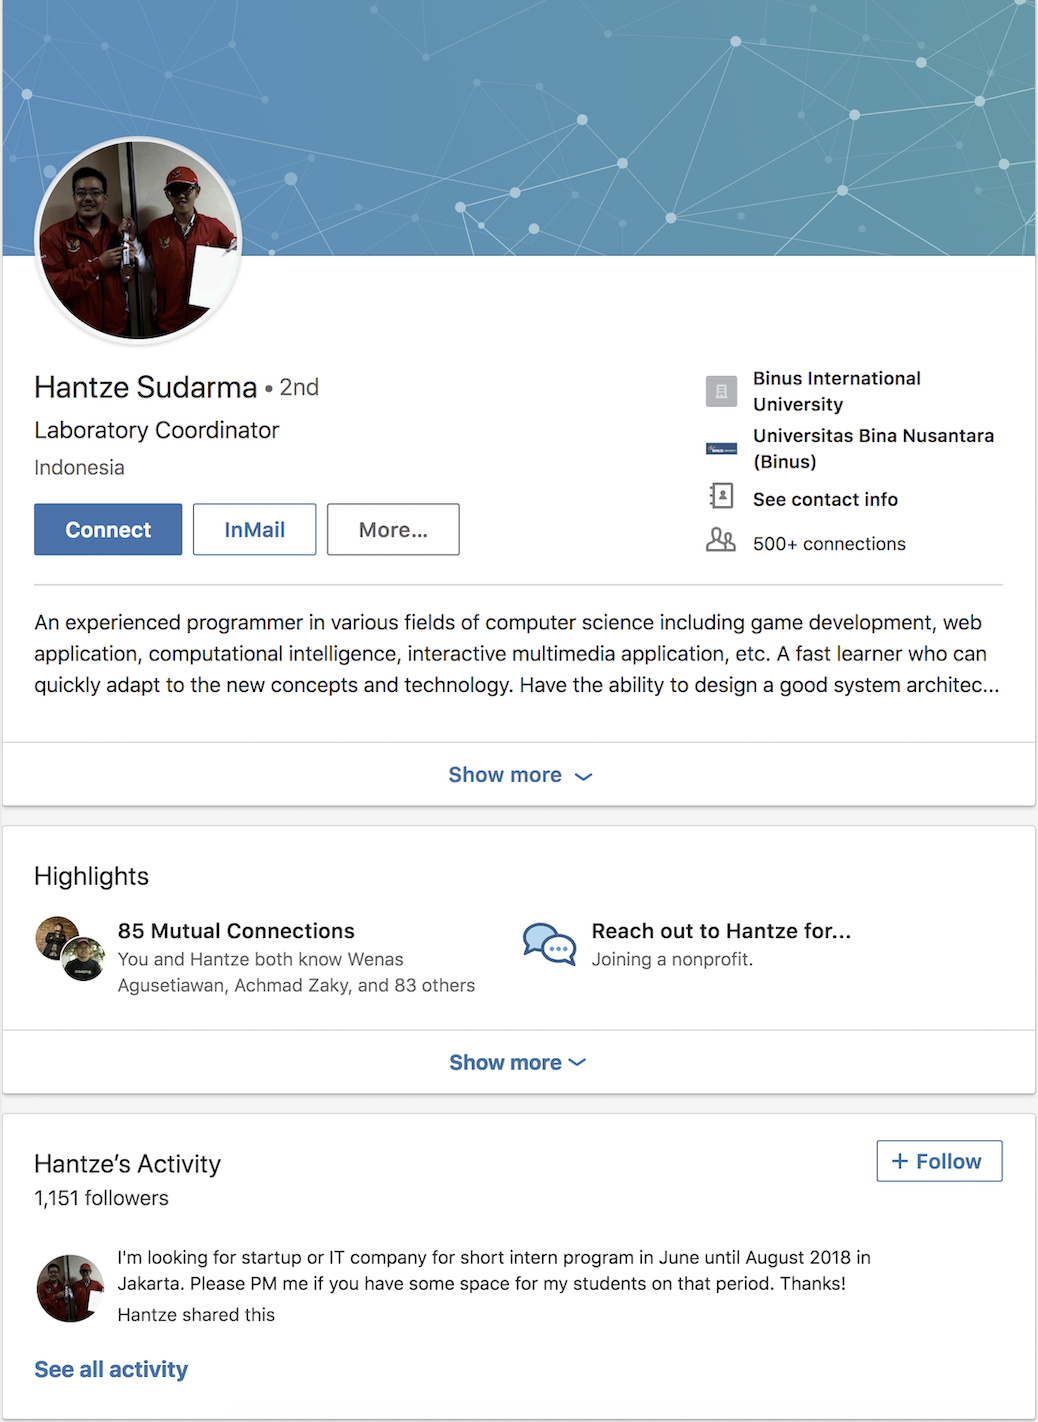 Hantze Sudarma • 2nd
Laboratory Coordinator
Indonesia
Connect
InMail
More...
Binus International
University
Universitas Bina Nusantara
(Binus)
See contact info
500+ connections
An experienced programmer in various fields of computer science including game development, web
application, computational intelligence, interactive multimedia application, etc. A fast learner who can
quickly adapt to the new concepts and technology. Have the ability to design a good system architec...
Show more
Highlights
85 Mutual Connections
You and Hantze both know Wenas
Agusetiawan, Achmad Zaky, and 83 others
Reach out to Hantze for...
Joining a nonprofit.
Show more
Hantze’s Activity
1,151 followers
+ Follow
I'm looking for startup or IT company for short intern program in June until August 2018 in
Jakarta. Please PM me if you have some space for my students on that period. Thanks!
Hantze shared this
See all activity